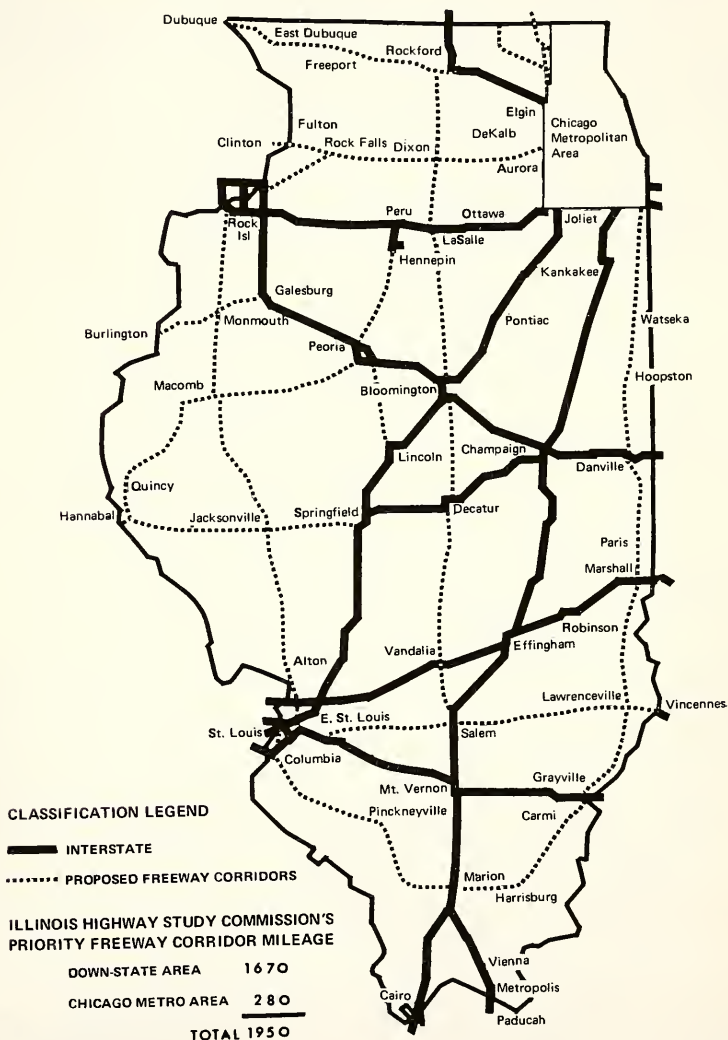 Dubuque
East Dubuque
Rockford
Freeport
Elgin
Chicago
Metropolitan
Area
Fulton
DeKalb
Clinton
Rock Falls
Dixon
Aurora
Peru
Ottawa
Joliet
Rock
Isl
LaSalle
Hennepin
Kankakee
Galesburg
Monmouth
Burlington
Pontiac
Watseka
Peoria
Hoopston
Macomb
Bloomington
Lincoln
Champaign
Danville
Quincy
Hannabal
Jacksonville
Springfield
Decatur
Paris
Marshall
Robinson
Effingham
Vandalia
Alton
Lawrenceville
Vincennes
E. St. Louis
St. Louis
Salem
Columbia
Mt. Vernon
Grayville
Pinckneyville
Carmi
Marion
Harrisburg
Vienna
Metropolis
Cairo
Paducah
CLASSIFICATION LEGEND
INTERSTATE
PROPOSED FREEWAY CORRIDORS
ILLINOIS HIGHWAY STUDY COMMISSION'S
PRIORITY FREEWAY CORRIDOR MILEAGE
DOWN-STATE AREA 1670
CHICAGO METRO AREA 280
TOTAL 1950